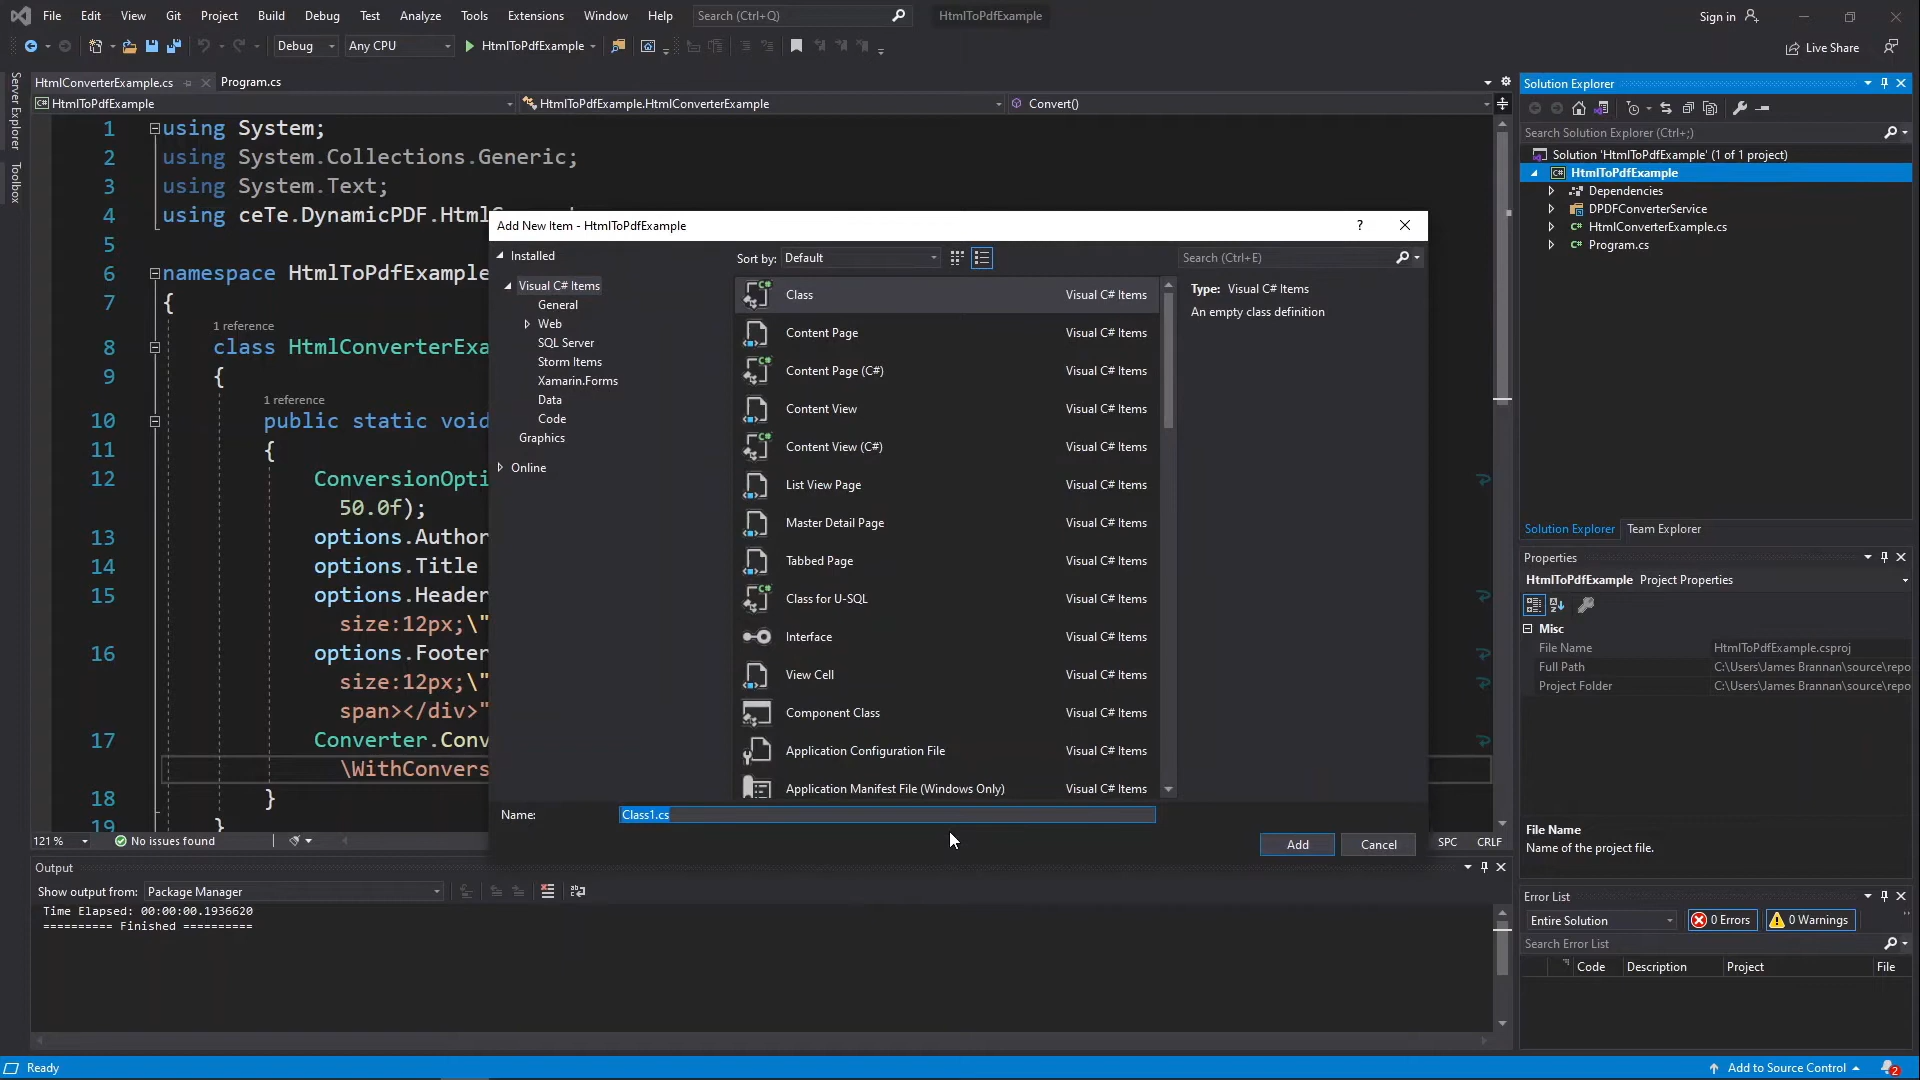 File Edit View Git Project Build Debug Test Analyze Tools Extensions Window Help Search (Ctrl+Q) HtmlToPdfExample Sign in
Debug Any CPU HtmlToPdfExample Live Share
Server Explorer
Toolbox
HtmlConverterExample.cs Program.cs
HtmlToPdfExample HtmlToPdfExample.HtmlConverterExample Convert()
1 using System;
2 using System.Collections.Generic;
3 using System.Text;
4 using ceTe.DynamicPDF.Html
5
6 namespace HtmlToPdfExample
7 {
1 reference
8 class HtmlConverterExa
9 {
1 reference
10 public static void
11 {
12 ConversionOpti
50.0f);
13 options.Author
14 options.Title
15 options.Header
size:12px;\"
16 options.Footer
size:12px;\"
span></div>"
17 Converter.Conv
\WithConvers
18 }
19 }
121 % No issues found SPC CRLF
Add New Item - HtmlToPdfExample ?
Installed
Visual C# Items
General
Web
SQL Server
Storm Items
Xamarin.Forms
Data
Code
Graphics
Online
Sort by: Default
Search (Ctrl+E)
Class Visual C# Items
Content Page Visual C# Items
Content Page (C#) Visual C# Items
Content View Visual C# Items
Content View (C#) Visual C# Items
List View Page Visual C# Items
Master Detail Page Visual C# Items
Tabbed Page Visual C# Items
Class for U-SQL Visual C# Items
Interface Visual C# Items
View Cell Visual C# Items
Component Class Visual C# Items
Application Configuration File Visual C# Items
Application Manifest File (Windows Only) Visual C# Items
Type: Visual C# Items
An empty class definition
Name: Class1.cs
Add Cancel
Output
Show output from: Package Manager
Time Elapsed: 00:00:00.1936620
========== Finished ==========
Solution Explorer
Search Solution Explorer (Ctrl+;)
Solution 'HtmlToPdfExample' (1 of 1 project)
HtmlToPdfExample
Dependencies
DPDFConverterService
C# HtmlConverterExample.cs
C# Program.cs
Solution Explorer Team Explorer
Properties
HtmlToPdfExample Project Properties
Misc
File Name HtmlToPdfExample.csproj
Full Path C:\Users\James Brannan\source\repo
Project Folder C:\Users\James Brannan\source\repo
File Name
Name of the project file.
Error List
Entire Solution 0 Errors 0 Warnings
Search Error List
Code Description Project File
Ready Add to Source Control 2